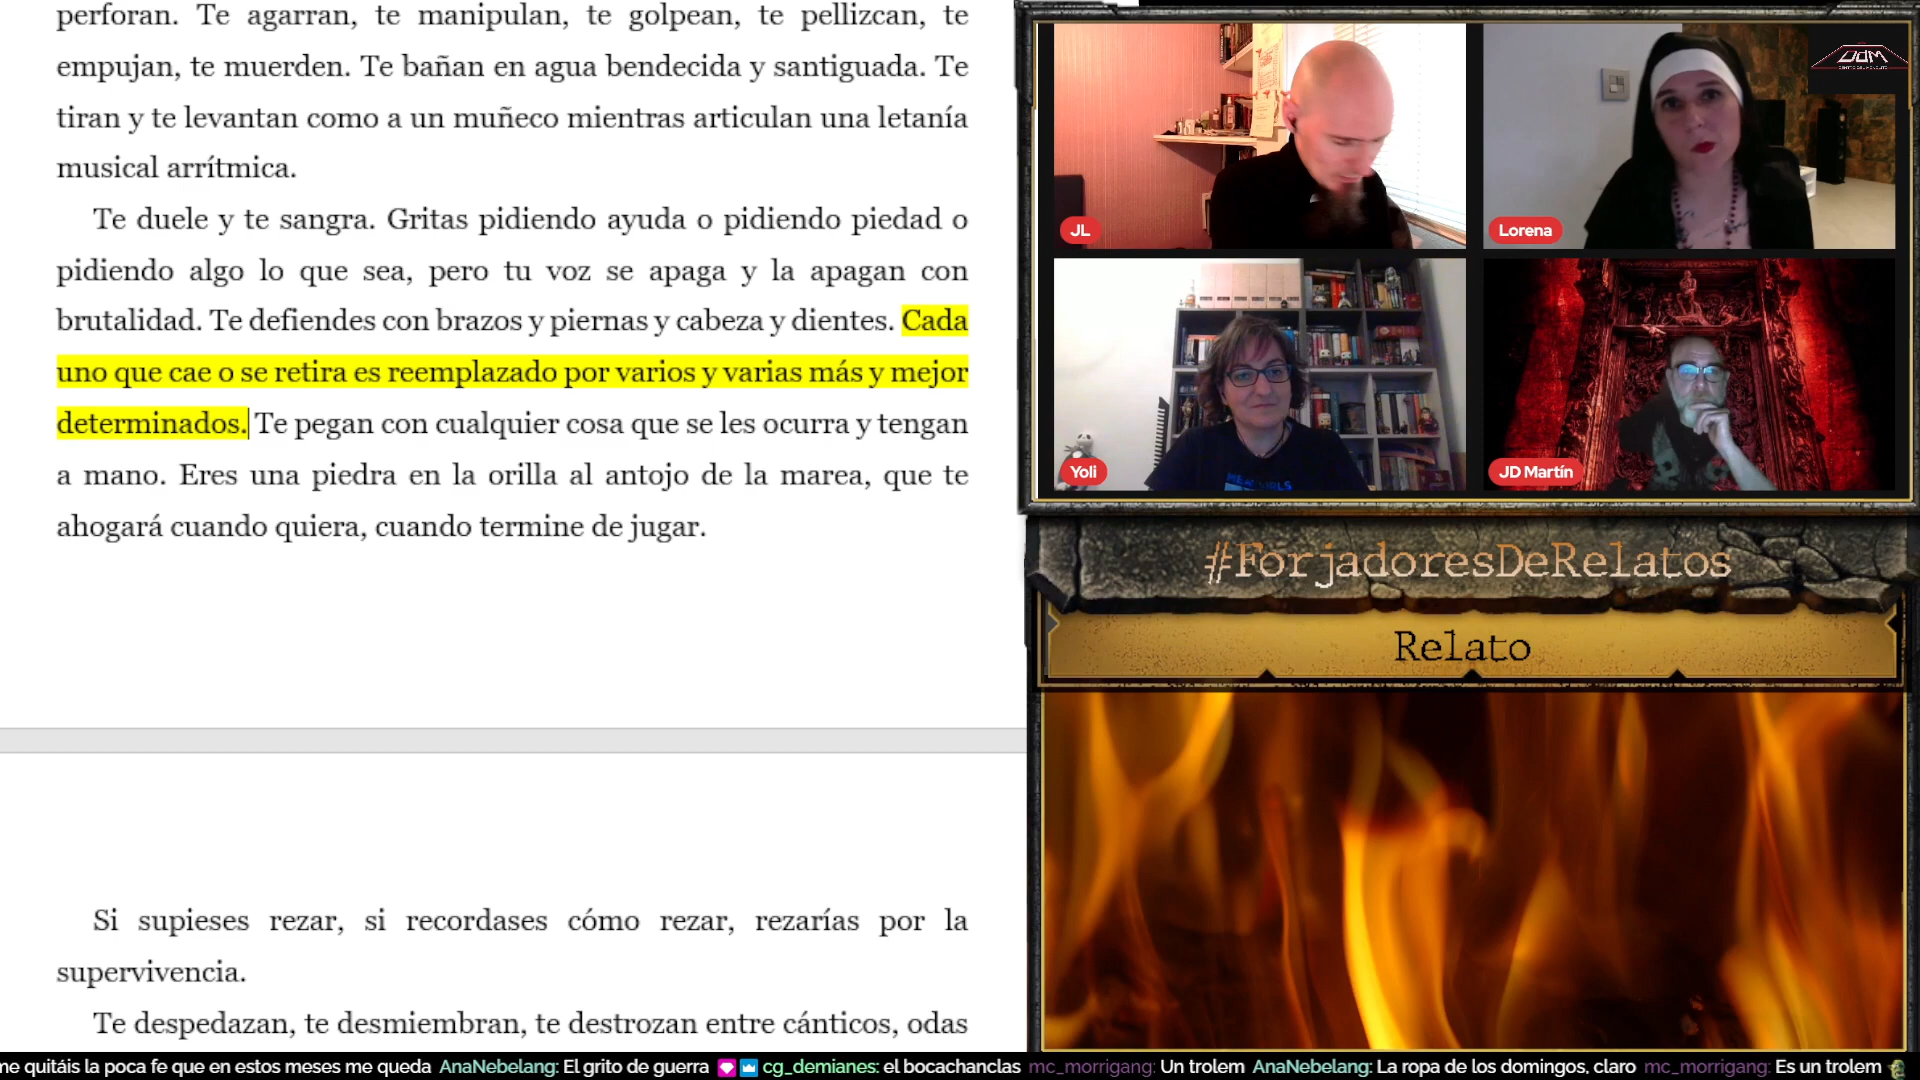 perforan. Te agarran, te manipulan, te golpean, te pellizcan, te
empujan, te muerden. Te bañan en agua bendecida y santiguada. Te
tiran y te levantan como a un muñeco mientras articulan una letanía
musical arrítmica.
Te duele y te sangra. Gritas pidiendo ayuda o pidiendo piedad o
pidiendo algo lo que sea, pero tu voz se apaga y la apagan con
brutalidad. Te defiendes con brazos y piernas y cabeza y dientes. Cada
uno que cae o se retira es reemplazado por varios y varias más y mejor
determinados. Te pegan con cualquier cosa que se les ocurra y tengan
a mano. Eres una piedra en la orilla al antojo de la marea, que te
ahogará cuando quiera, cuando termine de jugar.
Si supieses rezar, si recordases cómo rezar, rezarías por la
supervivencia.
Te despedazan, te desmiembran, te destrozan entre cánticos, odas
JL
Lorena
Yoli
JD Martín
#ForjadoresDeRelatos
Relato
me quitáis la poca fe que en estos meses me queda AnaNebelang: El grito de guerra cg_demianes: el bocachanclas mc_morrigang: Un trolem AnaNebelang: La ropa de los domingos, claro mc_morrigang: Es un trolem